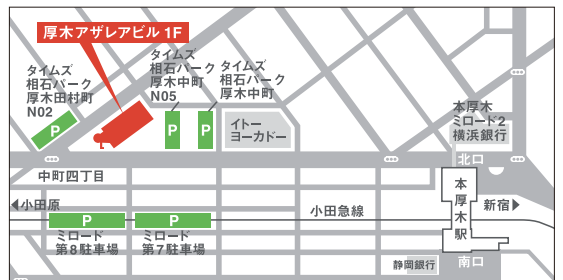 厚木アザレアビル 1F
タイムズ
相石パーク
厚木田村町
N02
P
タイムズ
相石パーク
厚木中町
N05
P
タイムズ
相石パーク
厚木中町
P
イトー
ヨーカドー
本厚木
ミロード2
横浜銀行
北口
中町四丁目
小田原
P
ミロード
第8駐車場
P
ミロード
第7駐車場
小田急線
本厚木駅
新宿
静岡銀行
南口